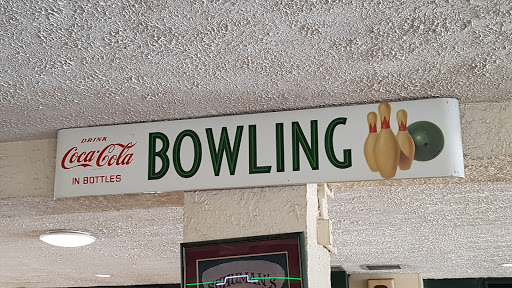 DRINK
Coca-Cola
IN BOTTLES
BOWLING